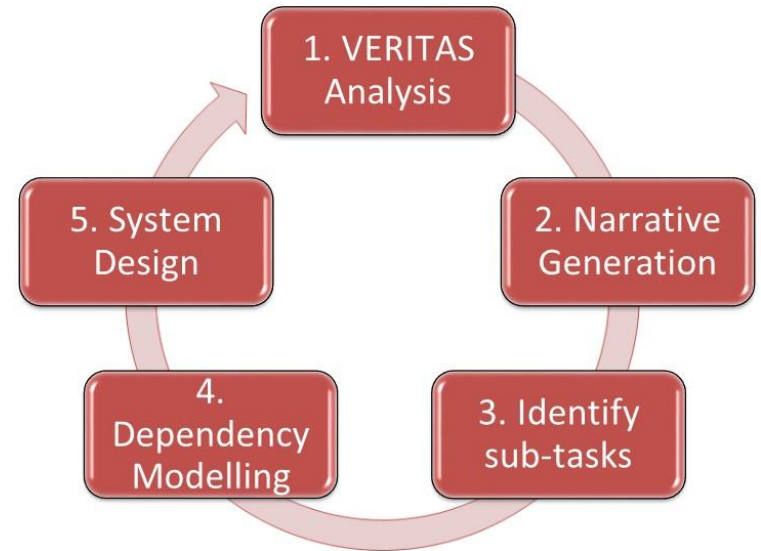 1. VERITAS
Analysis
2. Narrative
Generation
3. Identify
sub-tasks
4.
Dependency
Modelling
5. System
Design